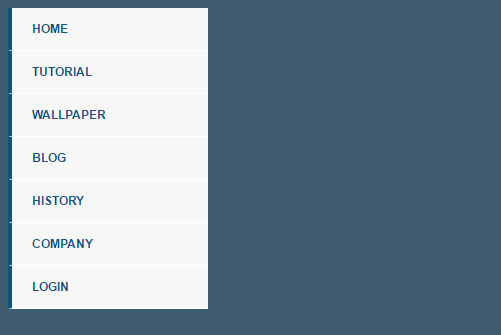 HOME
TUTORIAL
WALLPAPER
BLOG
HISTORY
COMPANY
LOGIN